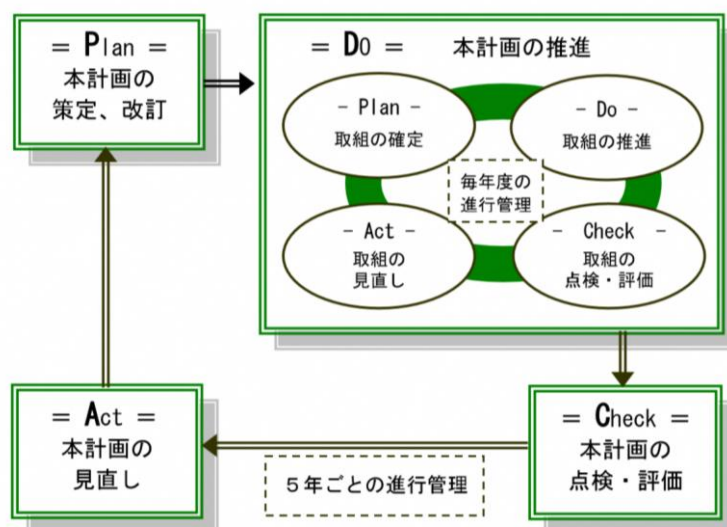 = Plan =
本計画の
策定、改訂
= DO = 本計画の推進
- Plan -
取組の確定
- Do -
取組の推進
毎年度の
進行管理
- Act -
取組の
見直し
- Check -
取組の
点検・評価
= Act =
本計画の
見直し
5年ごとの進行管理
= Check =
本計画の
点検・評価